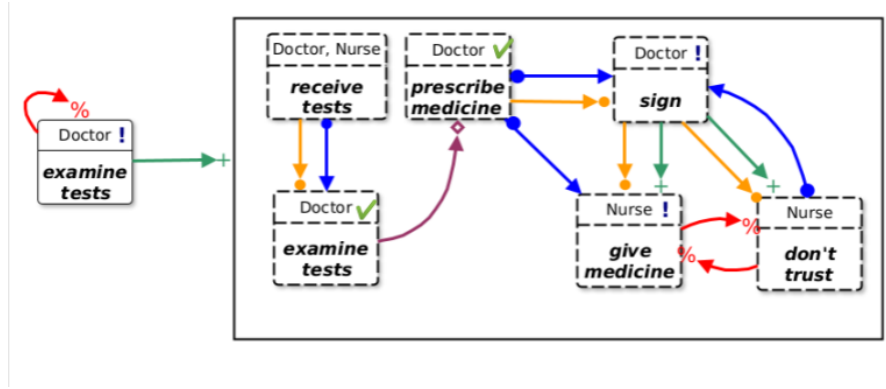 %
Doctor !
examine
tests
+
Doctor, Nurse
receive
tests
Doctor
prescribe
medicine
Doctor !
sign
Doctor
examine
tests
+
+
Nurse !
give
medicine
%
%
Nurse
don't
trust